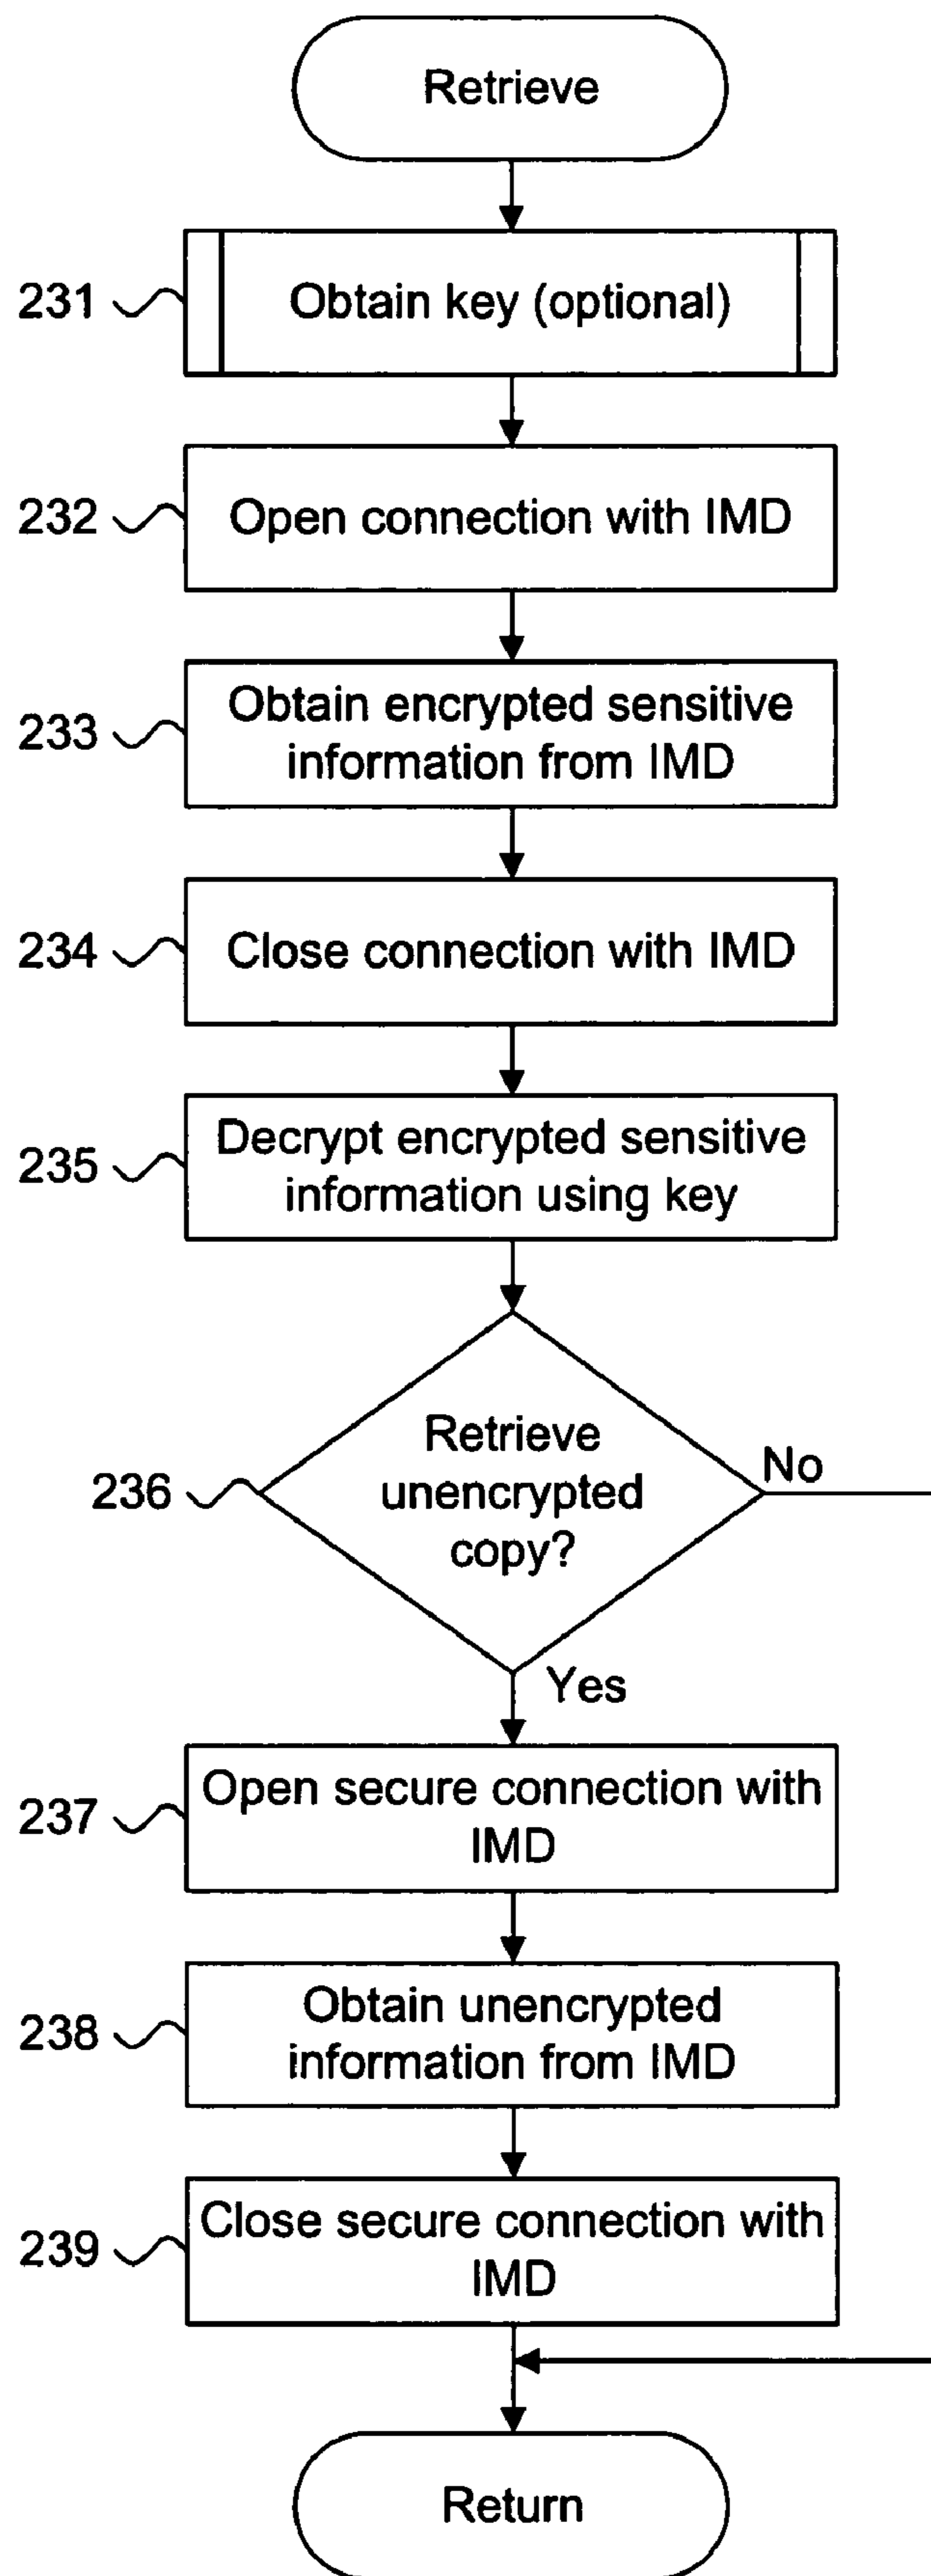 Retrieve
231
Obtain key (optional)
232
Open connection with IMD
233
Obtain encrypted sensitive
information from IMD
234
Close connection with IMD
235
Decrypt encrypted sensitive
information using key
236
Retrieve
unencrypted
copy?
No
Yes
237
Open secure connection with
IMD
238
Obtain unencrypted
information from IMD
239
Close secure connection with
IMD
Return